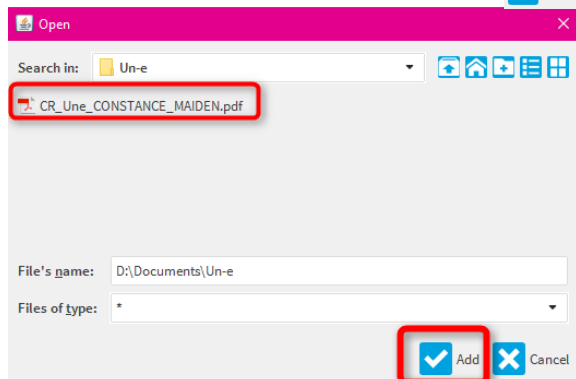 Open
Search in: Un-e
CR_Une_CONSTANCE_MAIDEN.pdf
File's name: D:\Documents\Un-e
Files of type: *
Add Cancel